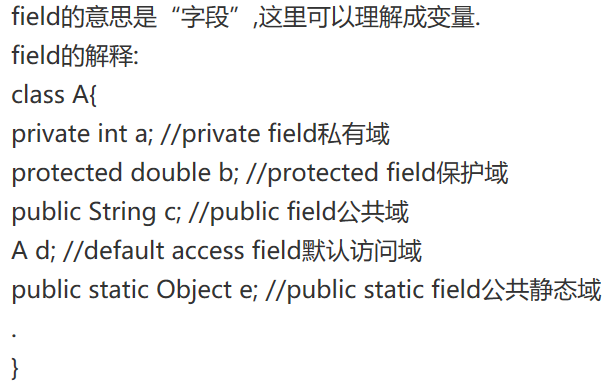 field的意思是“字段”,这里可以理解成变量.
field的解释:
class A{
private int a; //private field私有域
protected double b; //protected field保护域
public String c; //public field公共域
A d; //default access field默认访问域
public static Object e; //public static field公共静态域
.
}